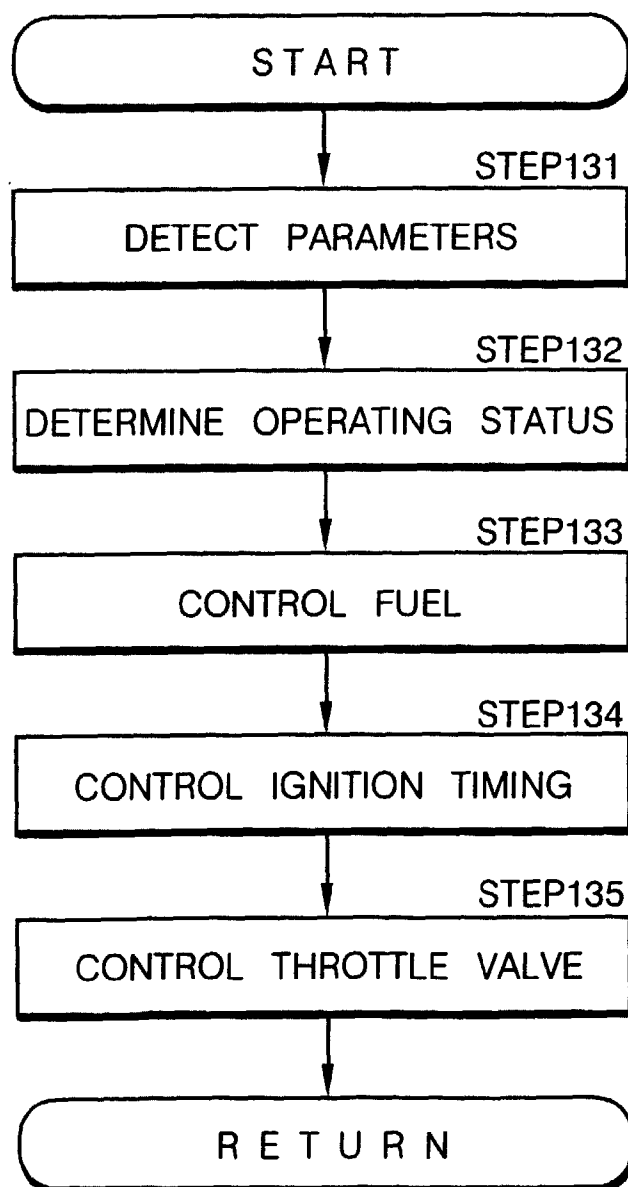 START
STEP131
DETECT PARAMETERS
STEP132
DETERMINE OPERATING STATUS
STEP133
CONTROL FUEL
STEP134
CONTROL IGNITION TIMING
STEP135
CONTROL THROTTLE VALVE
RETURN